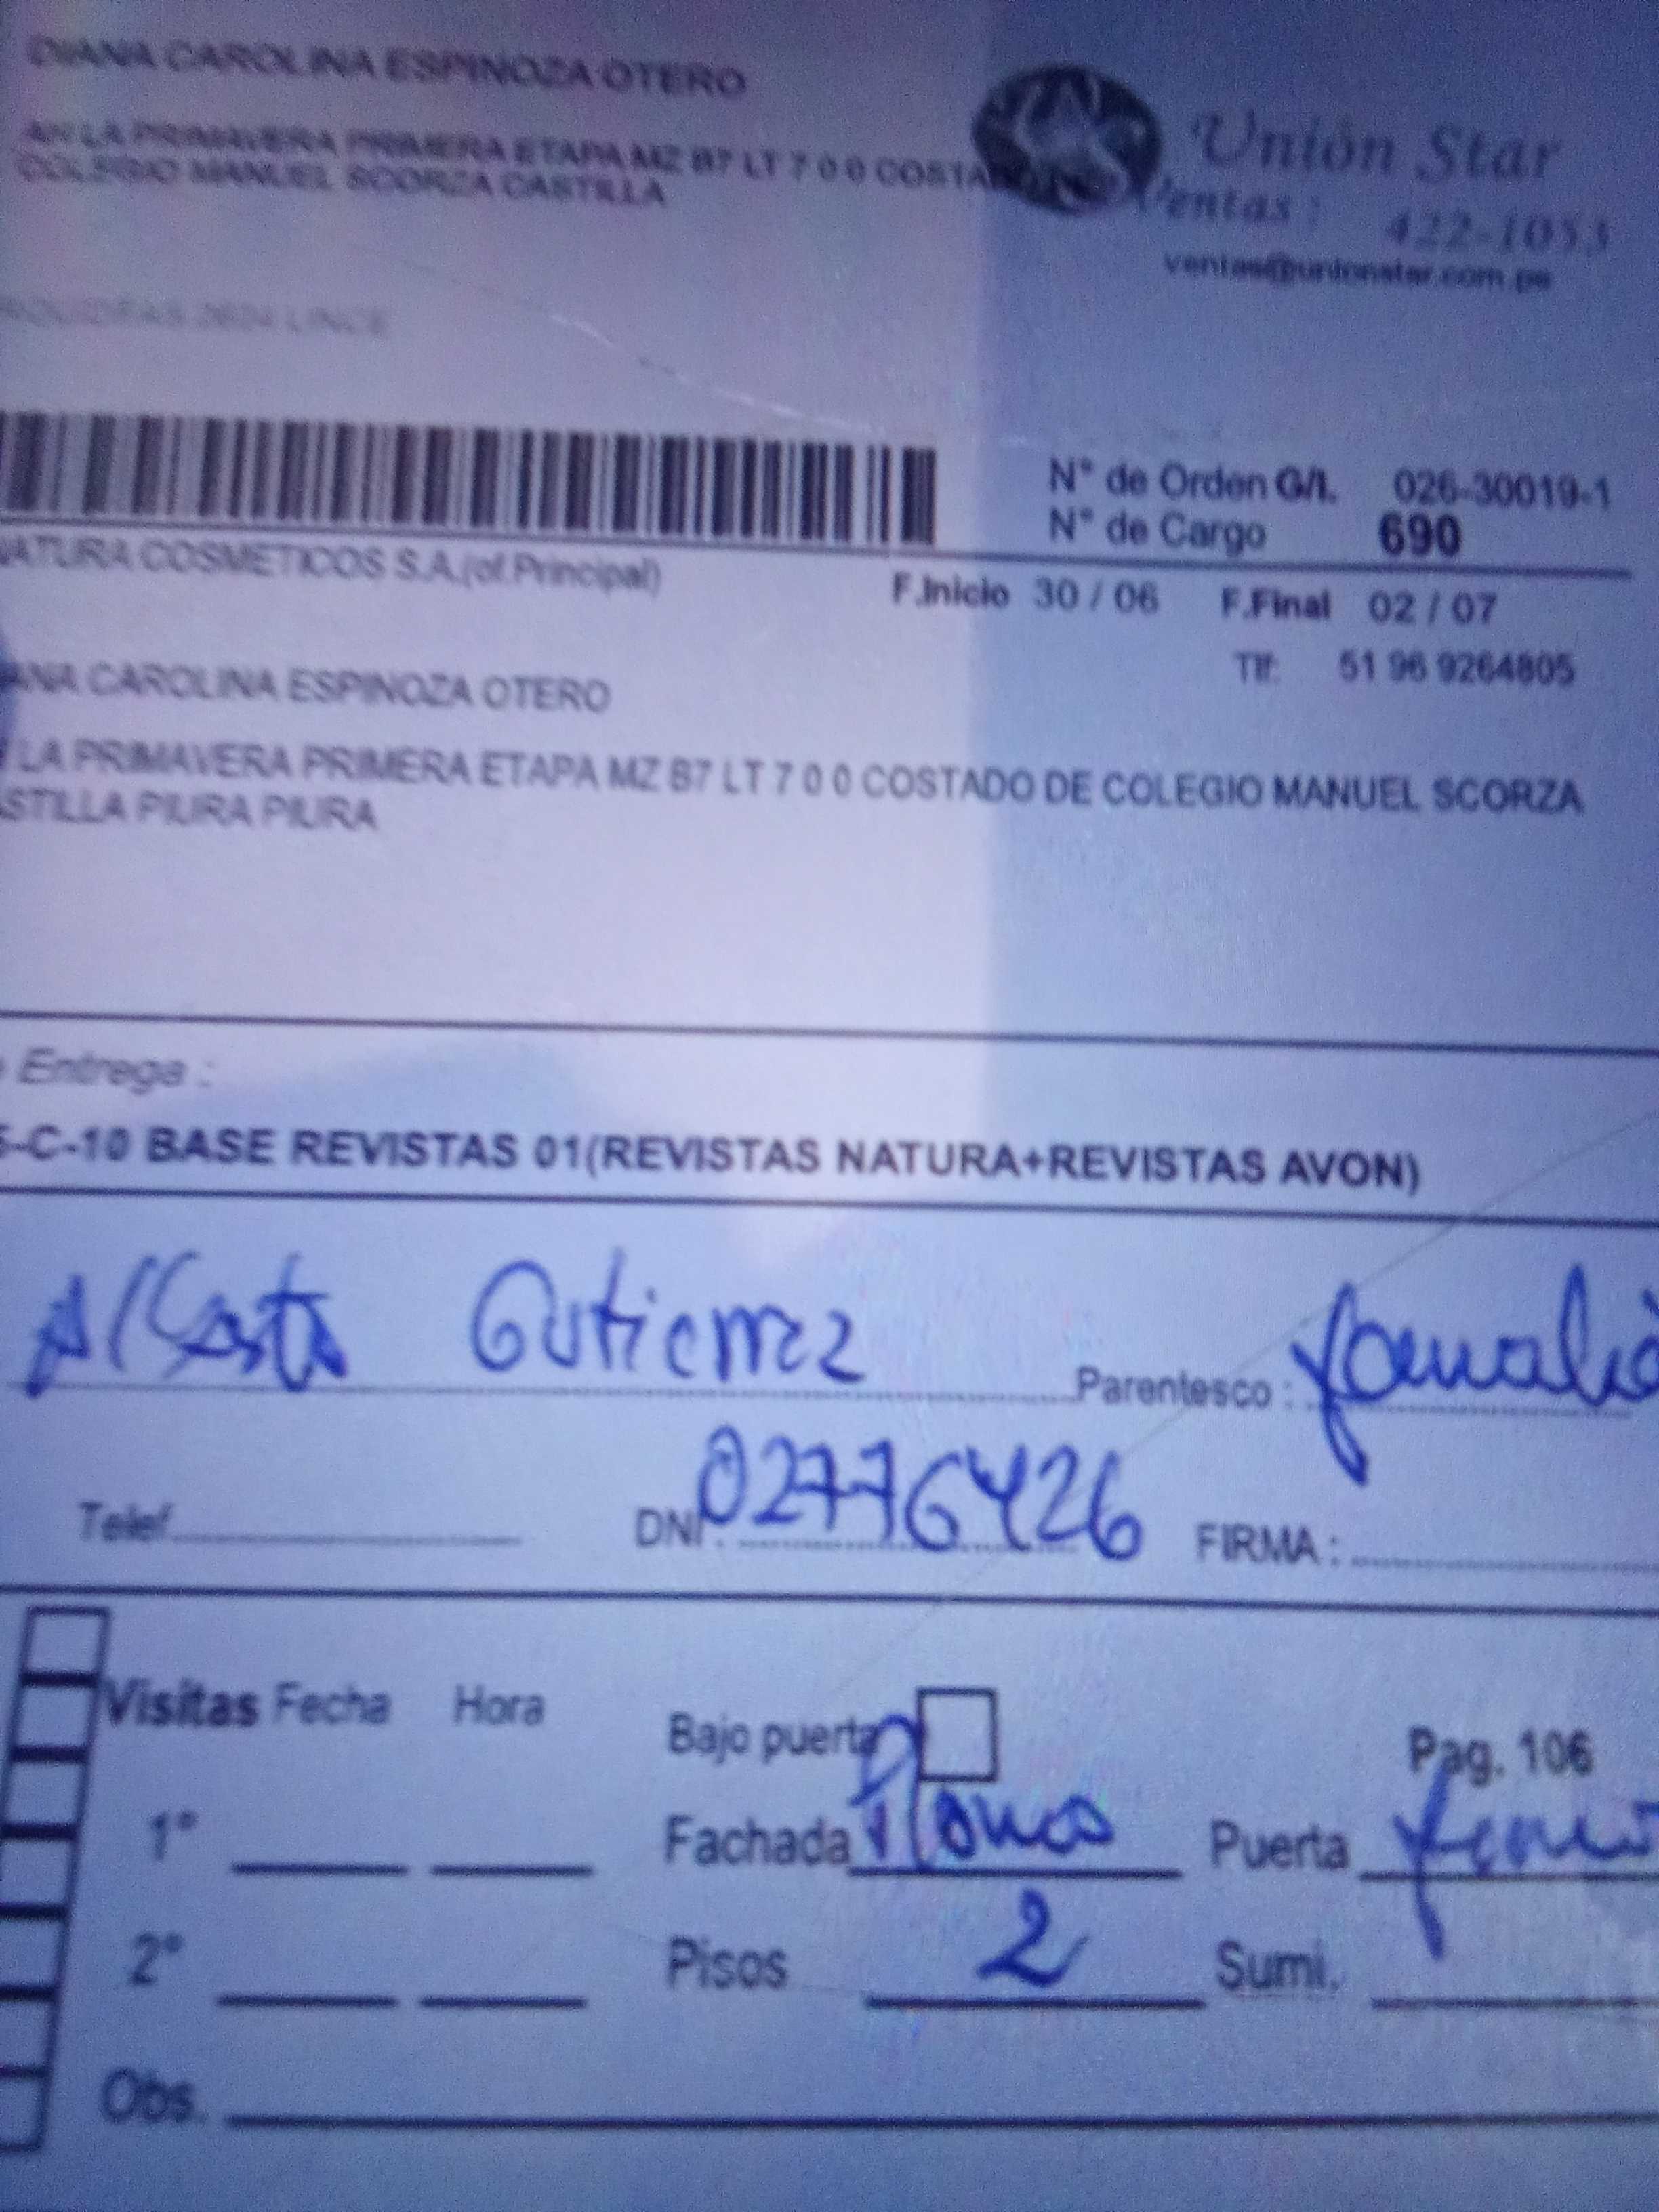 DIANA CAROLINA ESPINOZA OTERO
AN LA PRIMAVERA PRIMERA ETAPA MZ B7 LT 7 0 0 COSTA
COLEGIO MANUEL SCORZA CASTILLA
Unión Star
Ventas : 422-1053
ventas@unionstar.com.pe
2624 LINCE
N° de Orden G/I. 026-30019-1
N° de Cargo 690
NATURA COSMETICOS S.A.(of.Principal)
F.Inicio 30 / 06 F.Final 02 / 07
Tlf: 51 96 9264805
ANA CAROLINA ESPINOZA OTERO
LA PRIMAVERA PRIMERA ETAPA MZ B7 LT 7 0 0 COSTADO DE COLEGIO MANUEL SCORZA
STILLA PIURA PIURA
Entrega :
-C-10 BASE REVISTAS 01(REVISTAS NATURA+REVISTAS AVON)
Gutierrez Parentesco :
Telef. DNI : 02776426 FIRMA :
Visitas Fecha Hora Bajo puerta Pag. 106
1° Fachada Puerta
2° Pisos 2 Sumi.
Obs.